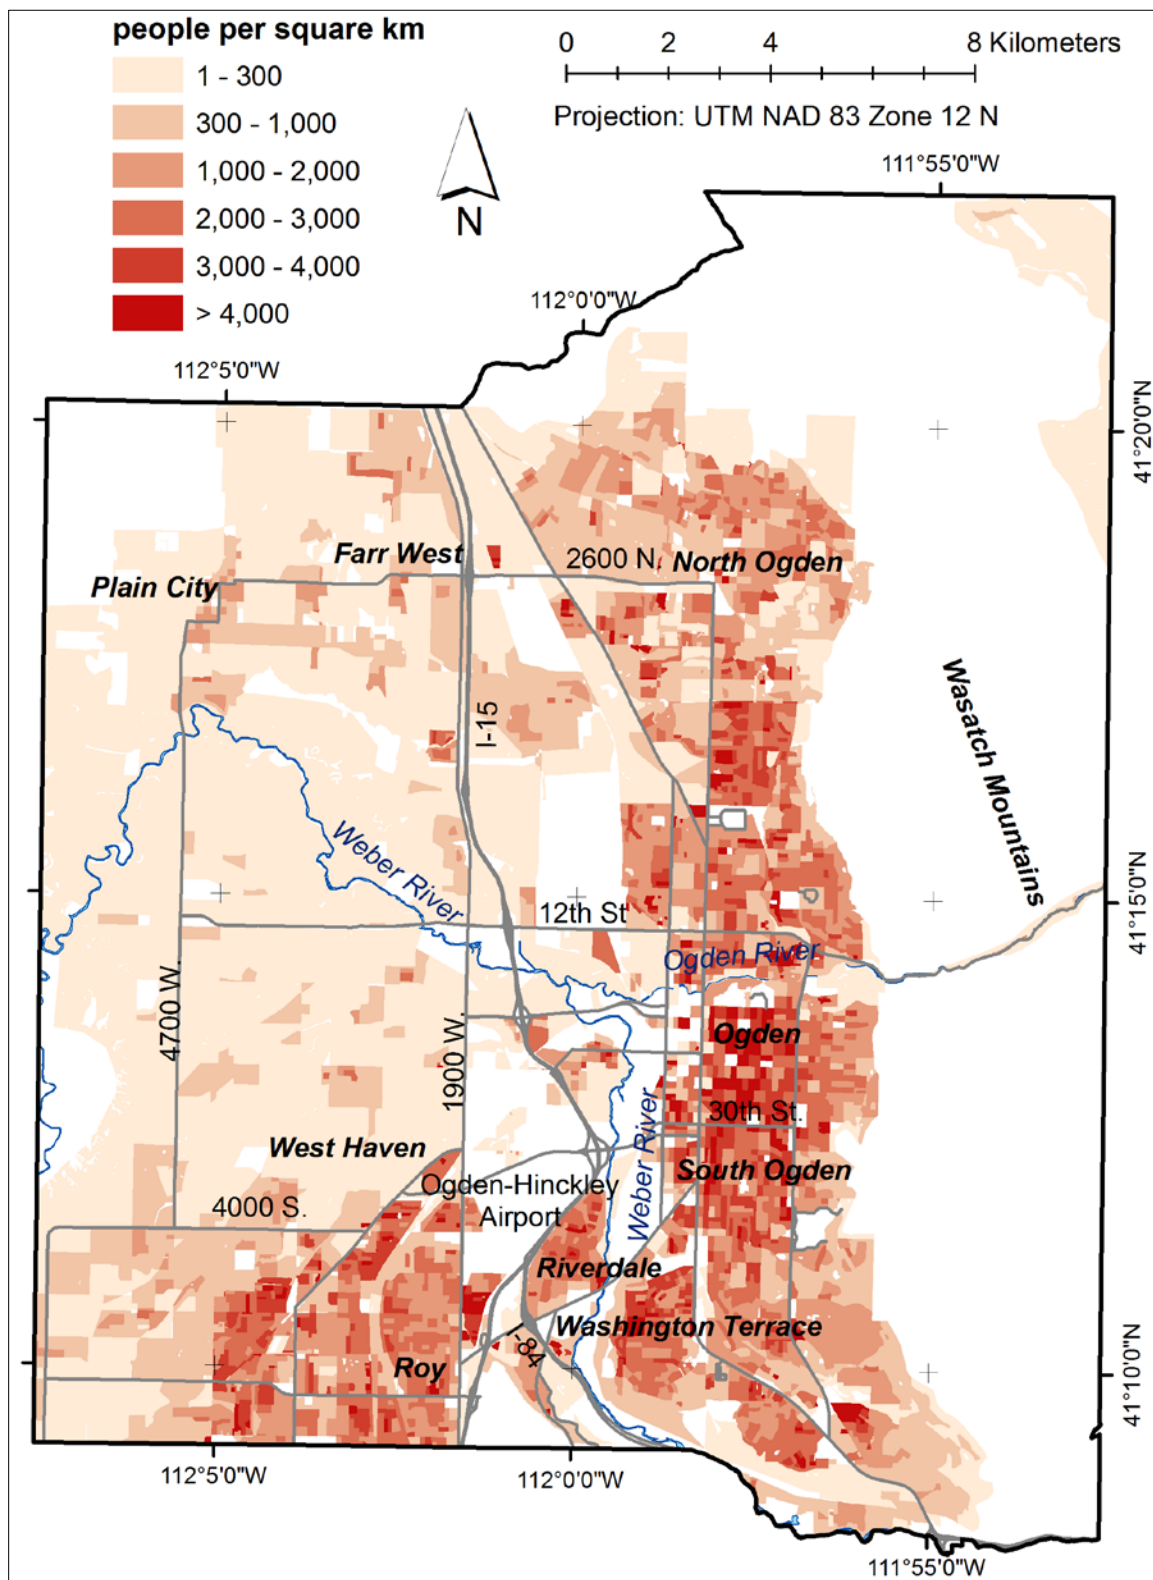 people per square km
1 - 300
300 - 1,000
1,000 - 2,000
2,000 - 3,000
3,000 - 4,000
> 4,000
0 2 4 8 Kilometers
Projection: UTM NAD 83 Zone 12 N
N
111°55'0"W
112°0'0"W
112°5'0"W
41°20'0"N
Farr West
2600 N.
North Ogden
Plain City
I-15
Wasatch Mountains
Weber River
41°15'0"N
12th St
Ogden River
4700 W.
1900 W.
Ogden
Weber River
30th St.
West Haven
South Ogden
Ogden-Hinckley
Airport
4000 S.
Riverdale
Washington Terrace
I-84
Roy
41°10'0"N
112°5'0"W
112°0'0"W
111°55'0"W